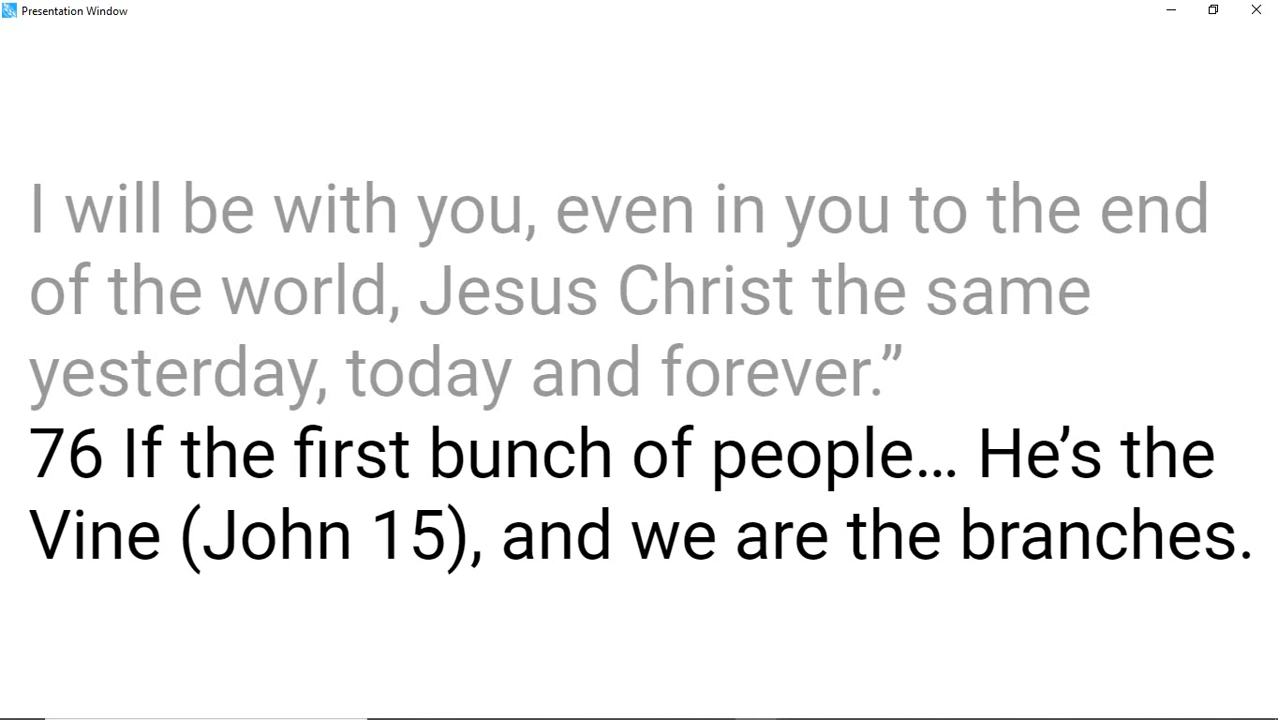 Presentation Window
I will be with you, even in you to the end
of the world, Jesus Christ the same
yesterday, today and forever.”
76 If the first bunch of people… He’s the
Vine (John 15), and we are the branches.